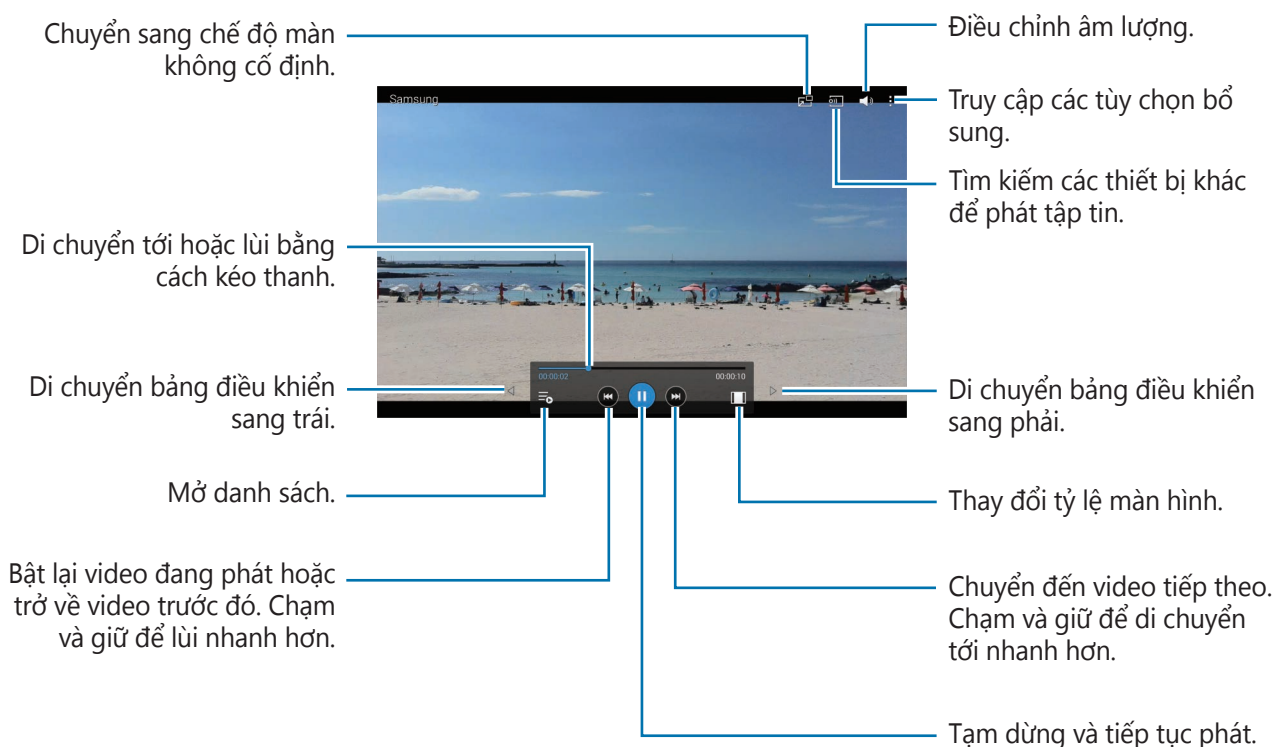 Chuyển sang chế độ màn
không cố định.
Điều chỉnh âm lượng.
Samsung
Truy cập các tùy chọn bổ
sung.
Tìm kiếm các thiết bị khác
để phát tập tin.
Di chuyển tới hoặc lùi bằng
cách kéo thanh.
00:00:02
00:00:10
Di chuyển bảng điều khiển
sang trái.
Di chuyển bảng điều khiển
sang phải.
Mở danh sách.
Thay đổi tỷ lệ màn hình.
Bật lại video đang phát hoặc
trở về video trước đó. Chạm
và giữ để lùi nhanh hơn.
Chuyển đến video tiếp theo.
Chạm và giữ để di chuyển
tới nhanh hơn.
Tạm dừng và tiếp tục phát.